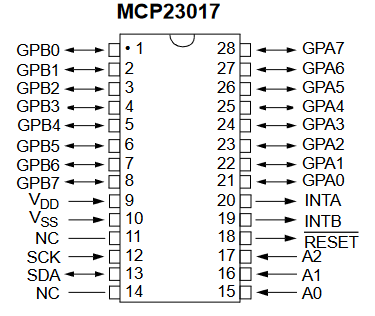 MCP23017
GPB0 • 1 28 GPA7
GPB1 2 27 GPA6
GPB2 3 26 GPA5
GPB3 4 25 GPA4
GPB4 5 24 GPA3
GPB5 6 23 GPA2
GPB6 7 22 GPA1
GPB7 8 21 GPA0
VDD 9 20 INTA
VSS 10 19 INTB
NC 11 18 RESET
SCK 12 17 A2
SDA 13 16 A1
NC 14 15 A0